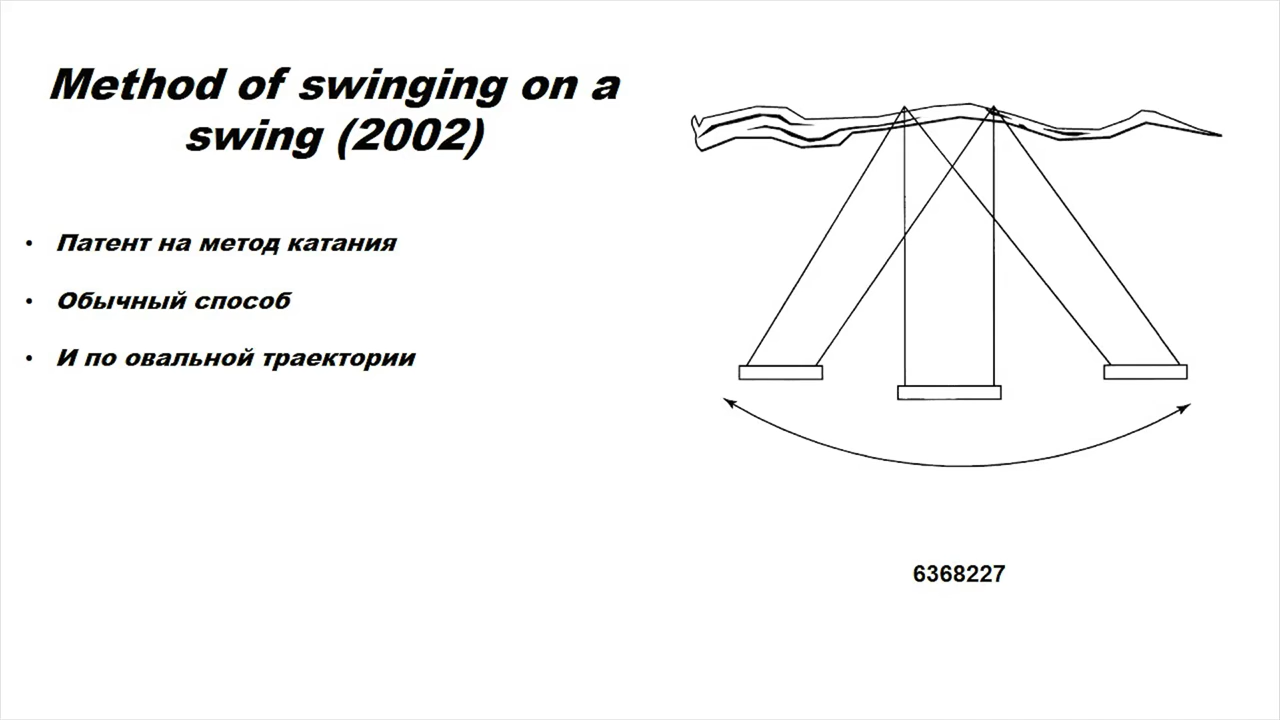 Method of swinging on a
swing (2002)
• Патент на метод катания
• Обычный способ
• И по овальной траектории
6368227